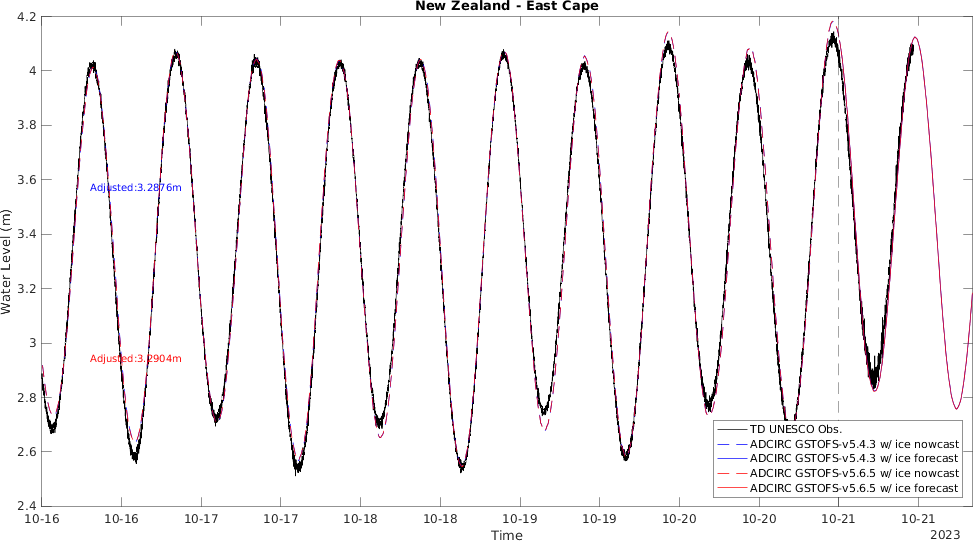 New Zealand - East Cape
4.2
4
3.8
3.6
3.4
3.2
3
2.8
2.6
2.4
Water Level (m)
Adjusted:3.2876m
Adjusted:3.2904m
TD UNESCO Obs.
ADCIRC GSTOFS-v5.4.3 w/ ice nowcast
ADCIRC GSTOFS-v5.4.3 w/ ice forecast
ADCIRC GSTOFS-v5.6.5 w/ ice nowcast
ADCIRC GSTOFS-v5.6.5 w/ ice forecast
10-16 10-16 10-17 10-17 10-18 10-18 10-19 10-19 10-20 10-20 10-21 10-21
Time
2023